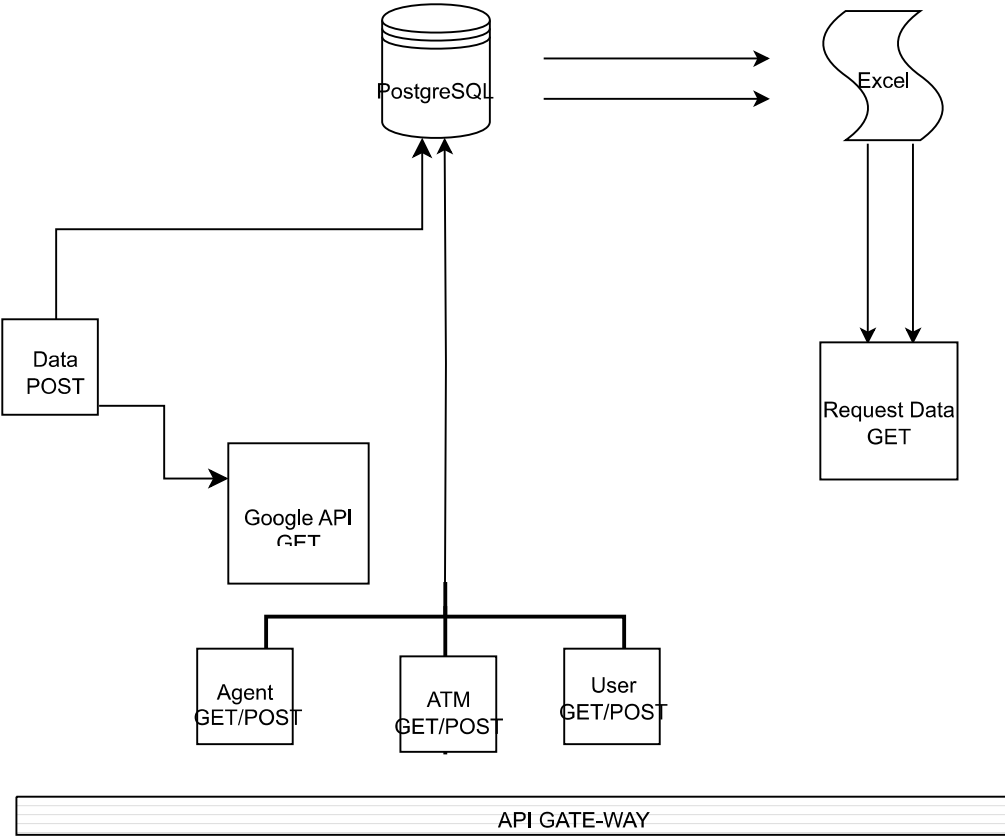 PostgreSQL
Excel
Data
POST
Request Data
GET
Google API
GET
Agent
GET/POST
ATM
GET/POST
User
GET/POST
API GATE-WAY